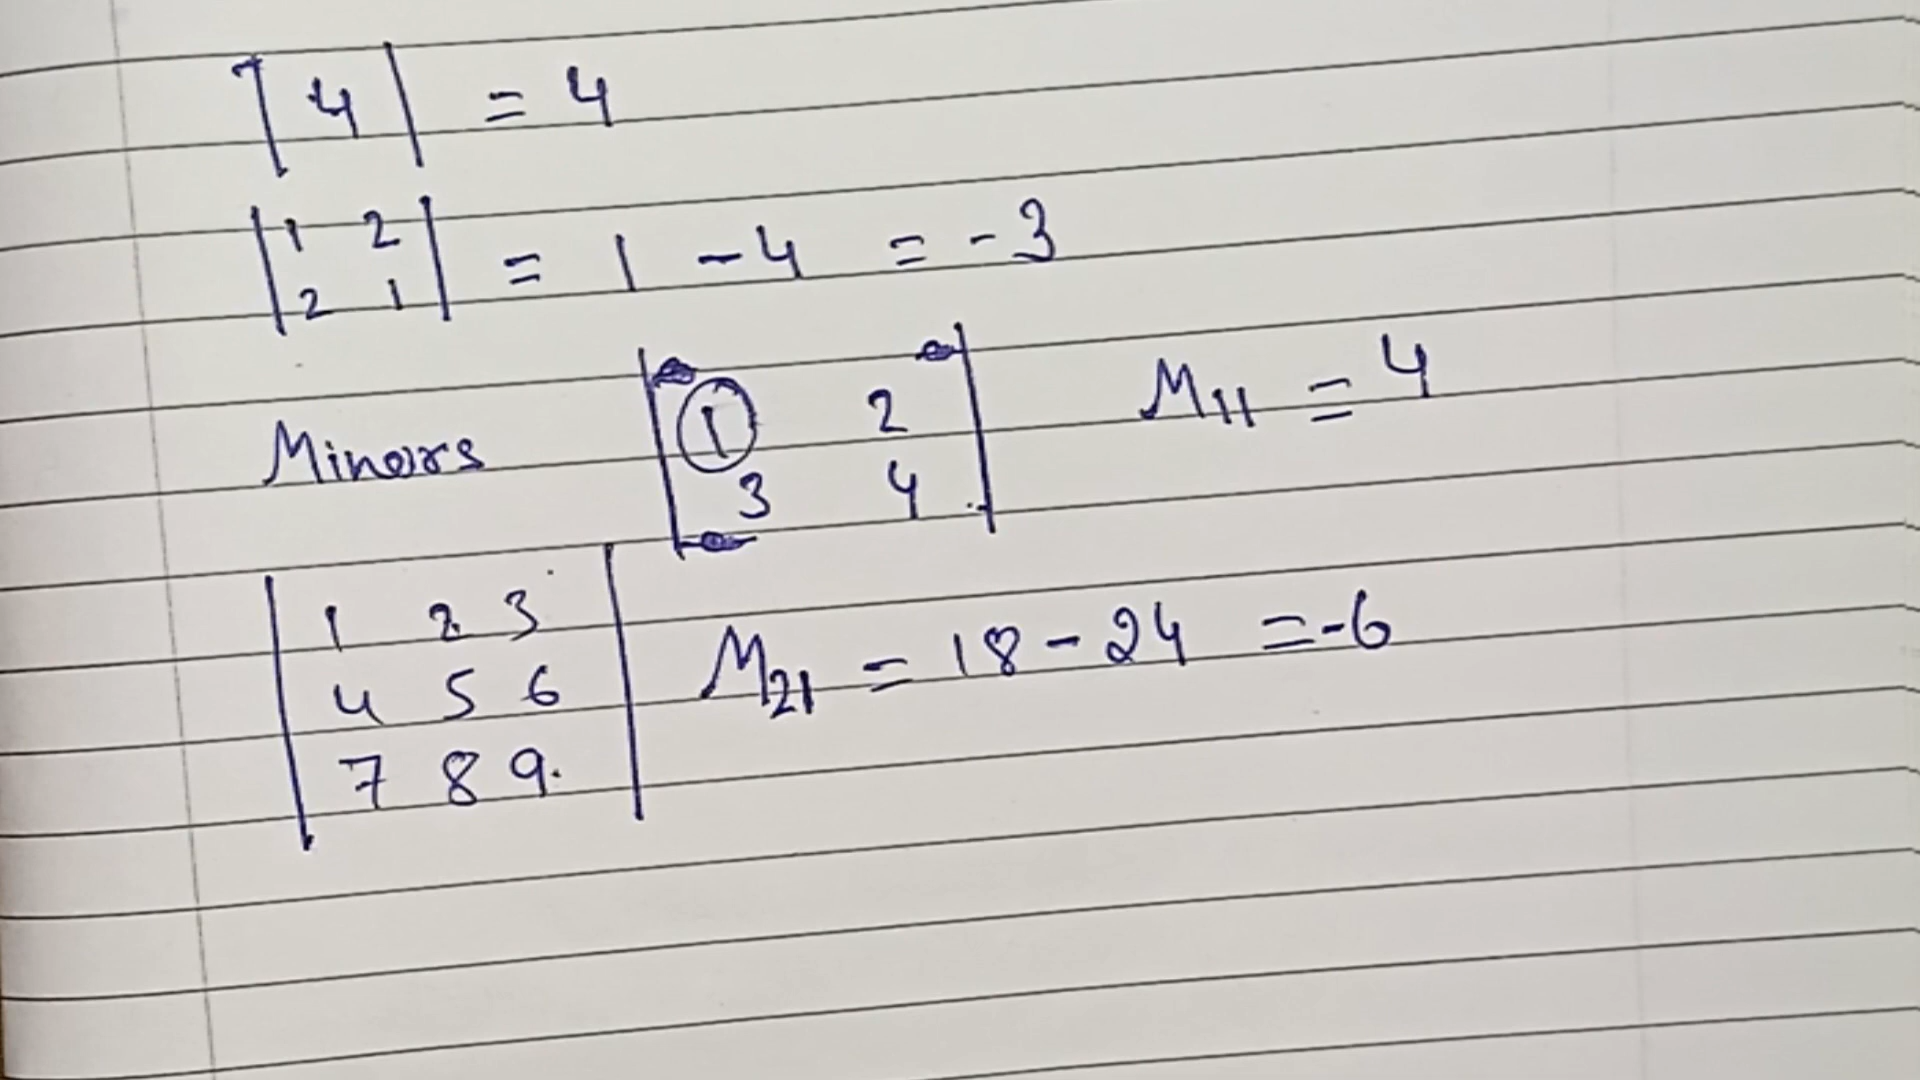 | 4 | = 4
| 1 2 | = 1 - 4 = -3
| 2 1 |
Minors | 1 2 | M11 = 4
| 3 4 |
| 1 2 3 |
| 4 5 6 | M21 = 18 - 24 = -6
| 7 8 9. |